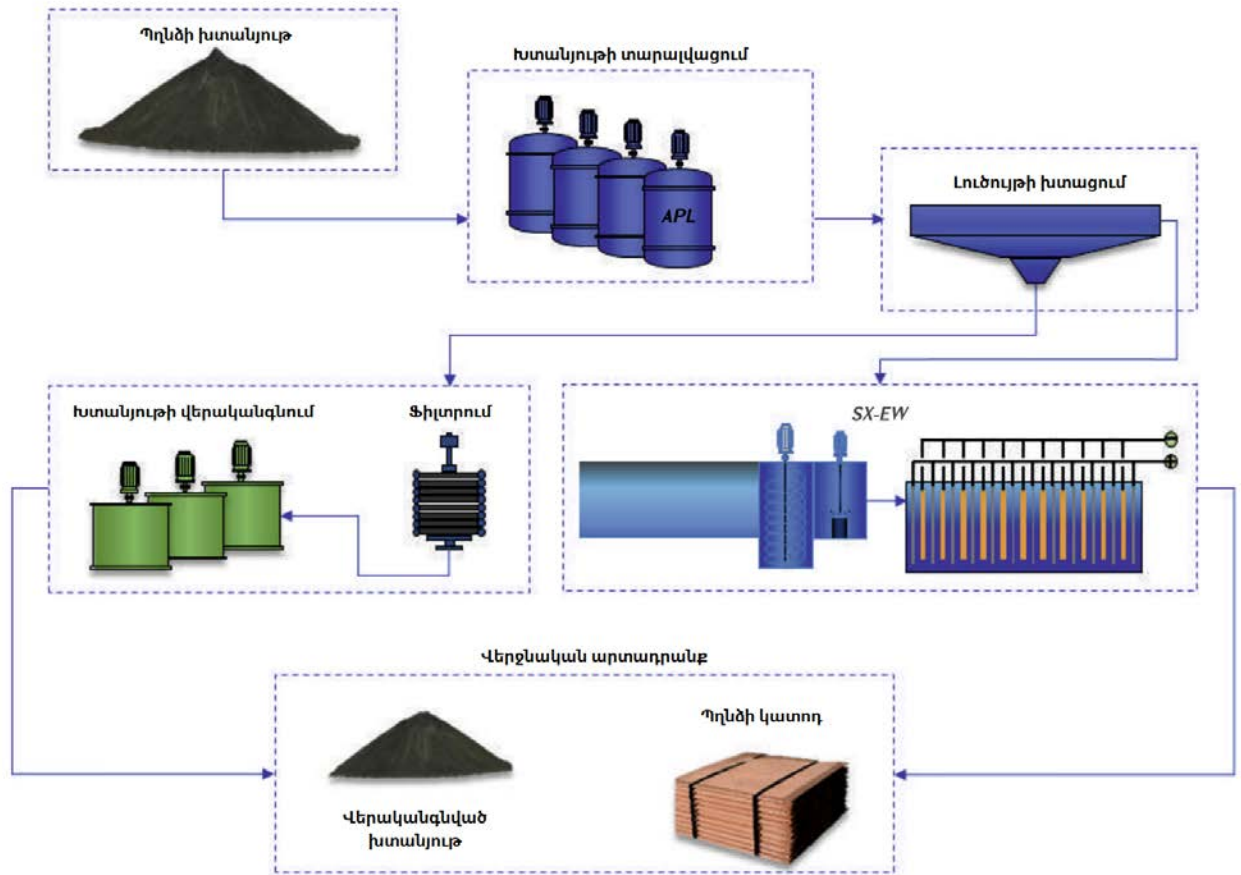 Պղնձի խտանյութ
Խտանյութի տարալվացում
APL
Լուծույթի խտացում
Խտանյութի վերականգնում
Ֆիլտրում
SX-EW
Վերջնական արտադրանք
Վերականգնված
խտանյութ
Պղնձի կատոդ